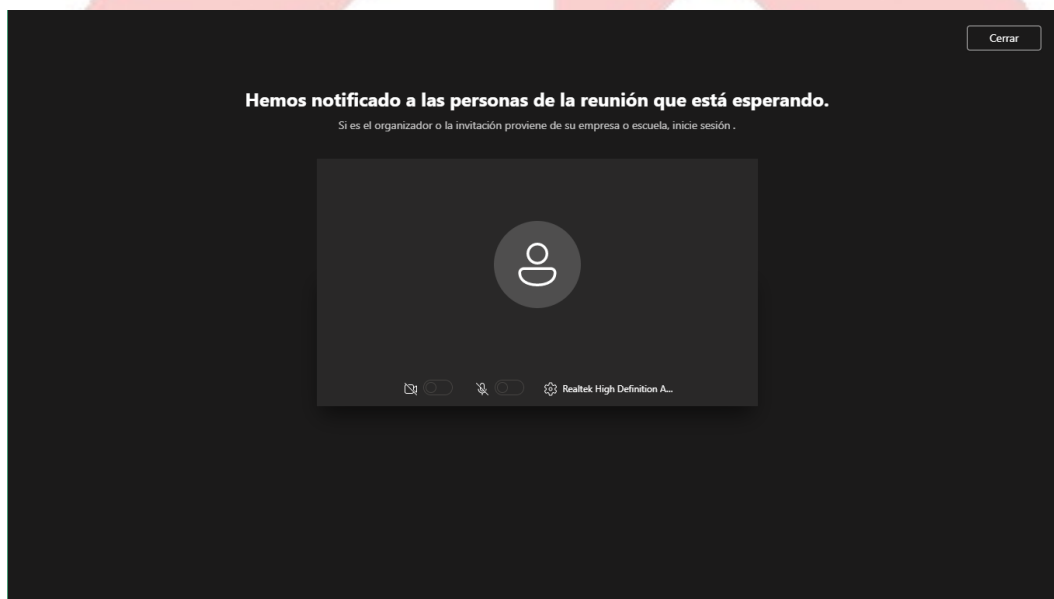 Cerrar
Hemos notificado a las personas de la reunión que está esperando.
Si es el organizador o la invitación proviene de su empresa o escuela, inicie sesión .
Realtek High Definition A...